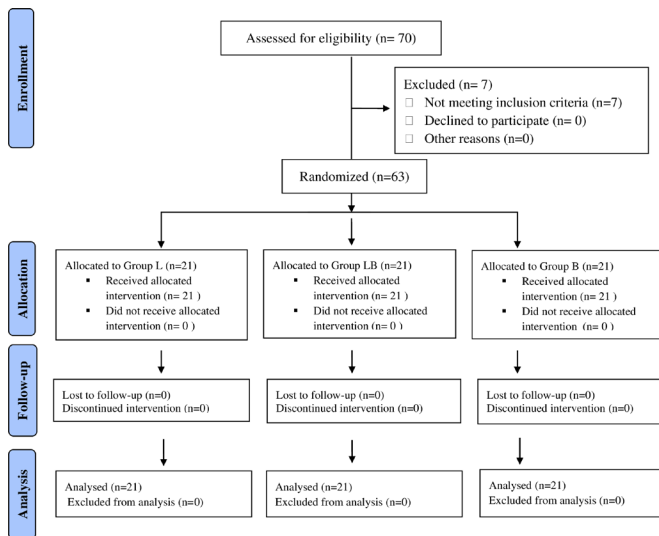 Enrollment
Assessed for eligibility (n= 70)
Excluded (n= 7)
Not meeting inclusion criteria (n=7)
Declined to participate (n= 0)
Other reasons (n=0)
Randomized (n=63)
Allocation
Allocated to Group L (n=21)
▪ Received allocated
intervention (n= 21 )
▪ Did not receive allocated
intervention (n= 0 )
Allocated to Group LB (n=21)
▪ Received allocated
intervention (n= 21 )
▪ Did not receive allocated
intervention (n= 0 )
Allocated to Group B (n=21)
▪ Received allocated
intervention (n= 21 )
▪ Did not receive allocated
intervention (n= 0 )
Follow-up
Lost to follow-up (n=0)
Discontinued intervention (n=0)
Lost to follow-up (n=0)
Discontinued intervention (n=0)
Lost to follow-up (n=0)
Discontinued intervention (n=0)
Analysis
Analysed (n=21)
Excluded from analysis (n=0)
Analysed (n=21)
Excluded from analysis (n=0)
Analysed (n=21)
Excluded from analysis (n=0)